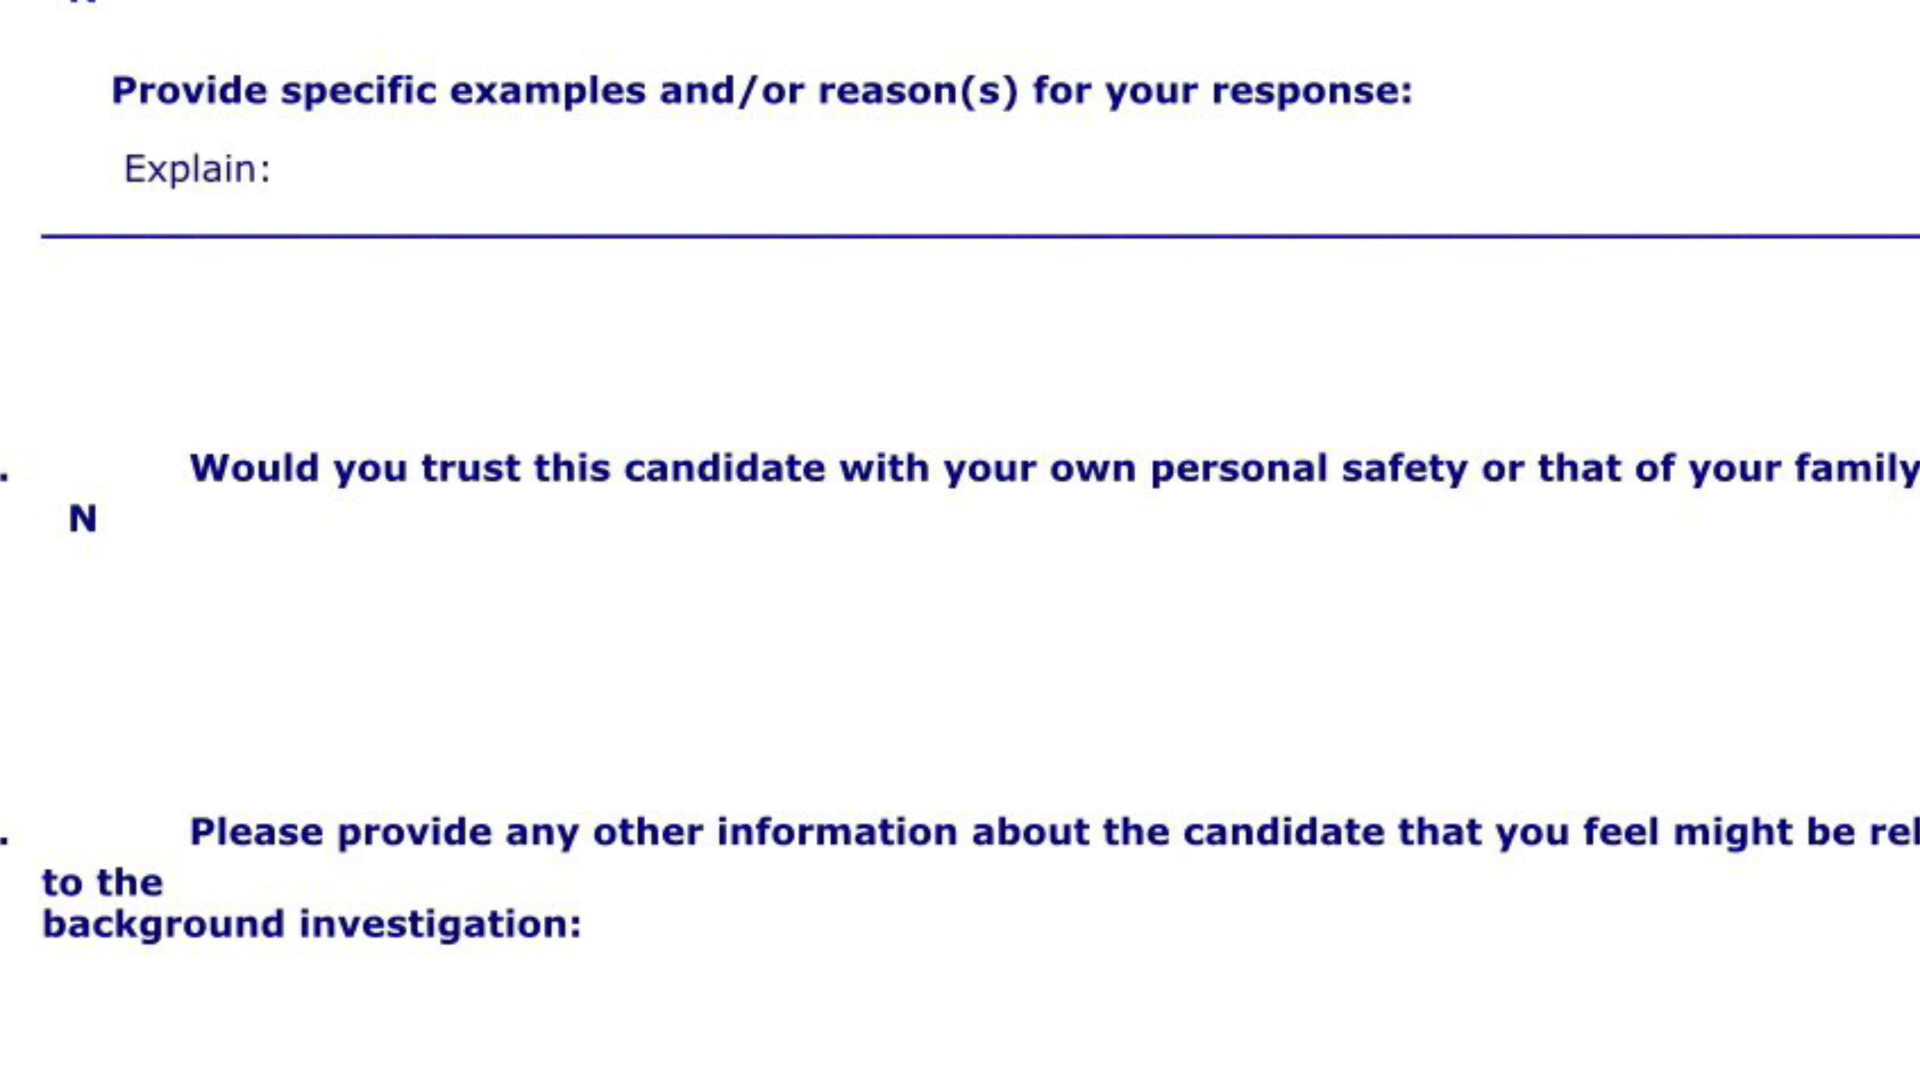 Provide specific examples and/or reason(s) for your response:
Explain:
. Would you trust this candidate with your own personal safety or that of your family
N
. Please provide any other information about the candidate that you feel might be
to the
background investigation: